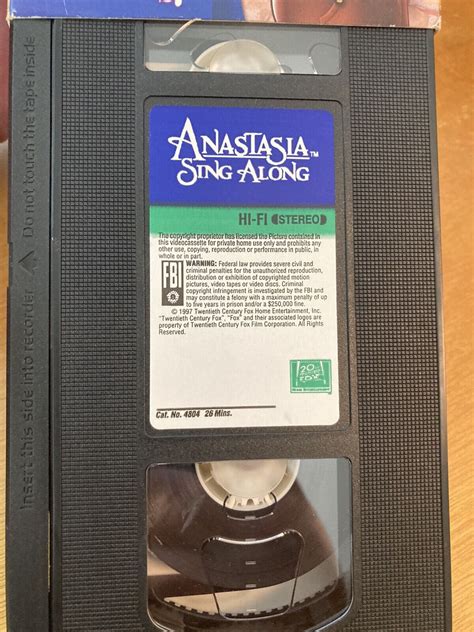 Do not touch the tape inside
Insert this side into recorder
ANASTASIA™
SING ALONG
HI-FI STEREO
The copyright proprietor has licensed the Picture contained in
this videocassette for private home use only and prohibits any
other use, copying, reproduction or performance in public,
in whole or in part.
FBI
WARNING: Federal law provides severe civil and
criminal penalties for the unauthorized reproduction,
distribution or exhibition of copyrighted motion
pictures, video tapes or video discs. Criminal
copyright infringement is investigated by the FBI and
may constitute a felony with a maximum penalty of up
to five years in prison and/or a $250,000 fine.
© 1997 Twentieth Century Fox Home Entertainment, Inc.
"Twentieth Century Fox", "Fox" and their associated logos are
property of Twentieth Century Fox Film Corporation. All Rights
Reserved.
20
FOX
Cat. No. 4804 26 Mins.